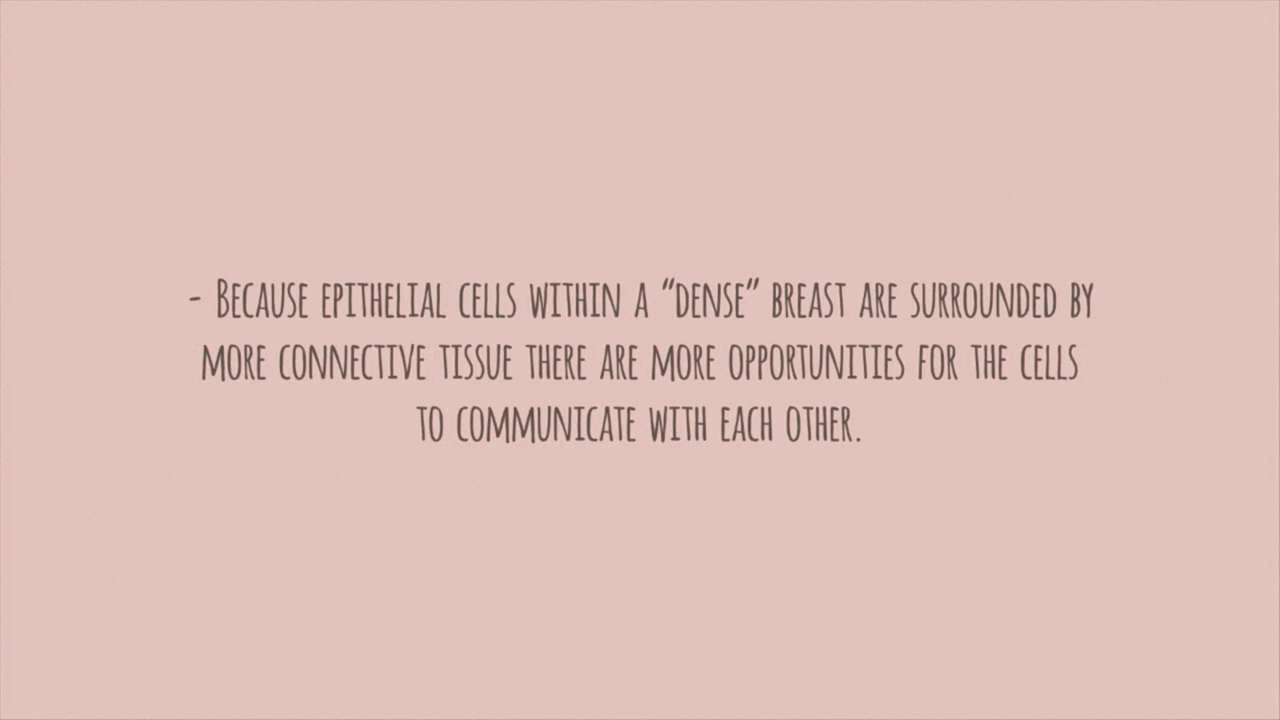 - Because epithelial cells within a “dense” breast are surrounded by
more connective tissue there are more opportunities for the cells
to communicate with each other.